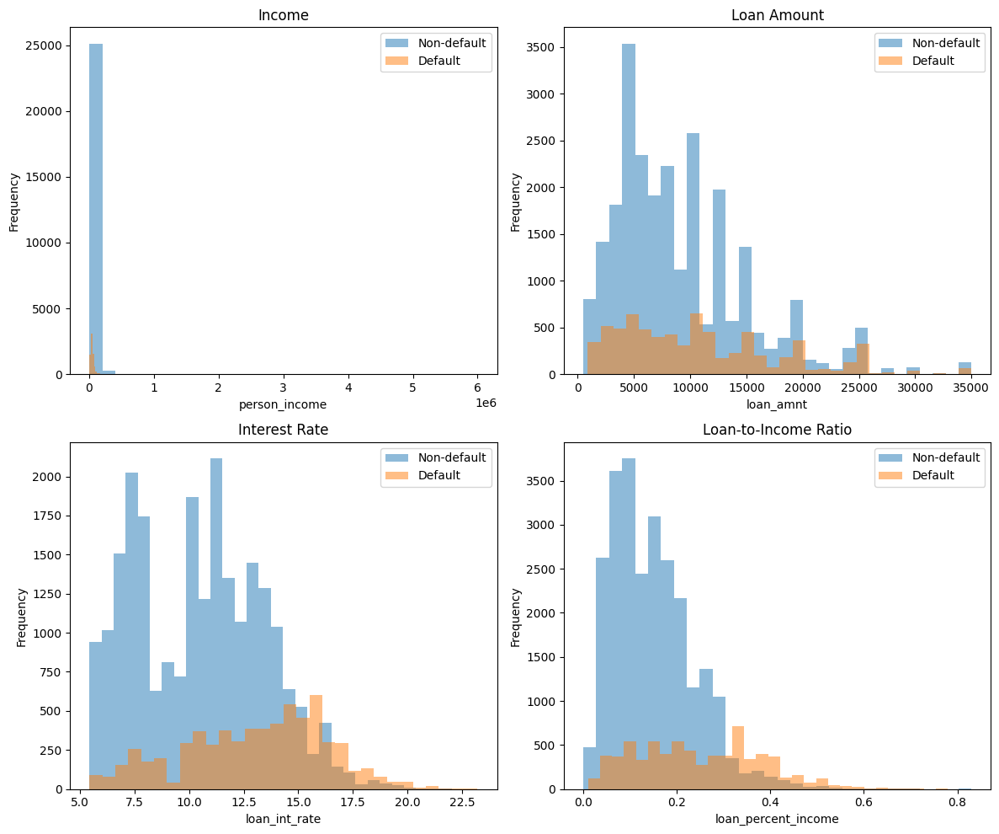 Income
25000
20000
15000
10000
5000
0
Frequency
0 1 2 3 4 5 6
1e6
person_income
Non-default
Default
Loan Amount
3500
3000
2500
2000
1500
1000
500
0
Frequency
0 5000 10000 15000 20000 25000 30000 35000
loan_amnt
Non-default
Default
Interest Rate
2000
1750
1500
1250
1000
750
500
250
0
Frequency
5.0 7.5 10.0 12.5 15.0 17.5 20.0 22.5
loan_int_rate
Non-default
Default
Loan-to-Income Ratio
3500
3000
2500
2000
1500
1000
500
0
Frequency
0.0 0.2 0.4 0.6 0.8
loan_percent_income
Non-default
Default